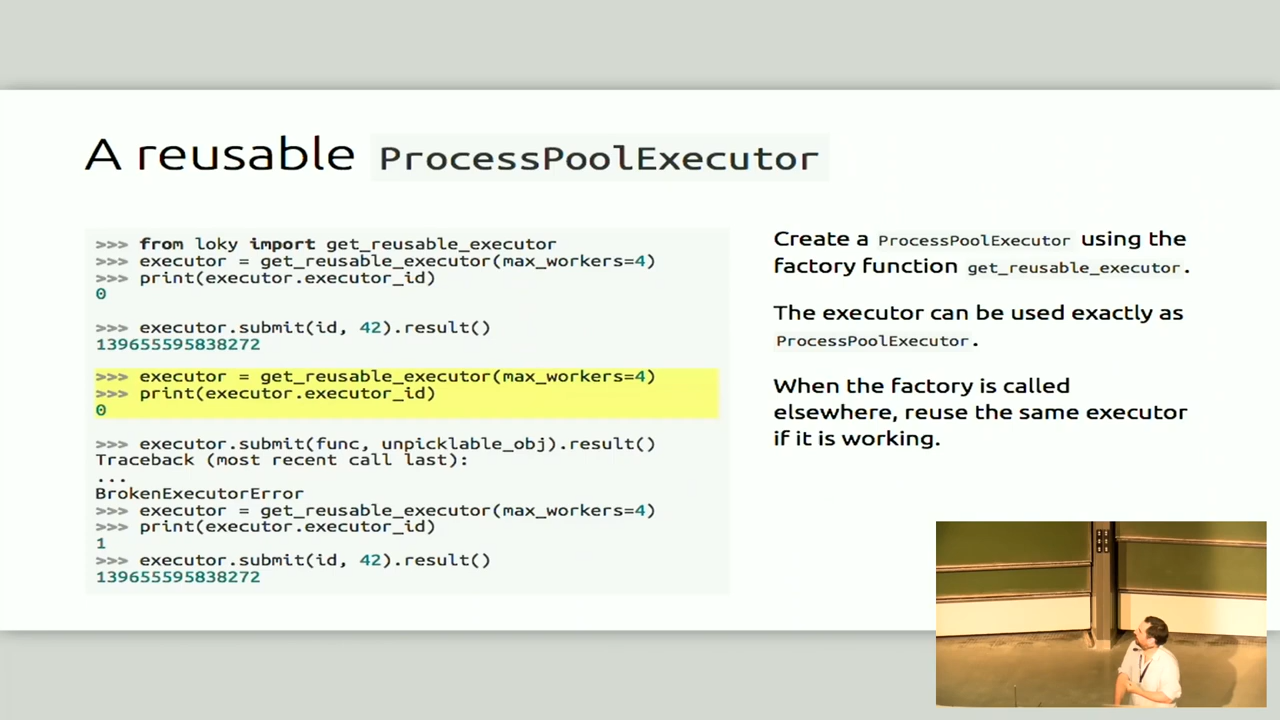 A reusable ProcessPoolExecutor
>>> from loky import get_reusable_executor
>>> executor = get_reusable_executor(max_workers=4)
>>> print(executor.executor_id)
0
>>> executor.submit(id, 42).result()
139655595838272
>>> executor = get_reusable_executor(max_workers=4)
>>> print(executor.executor_id)
0
>>> executor.submit(func, unpicklable_obj).result()
Traceback (most recent call last):
...
BrokenExecutorError
>>> executor = get_reusable_executor(max_workers=4)
>>> print(executor.executor_id)
1
>>> executor.submit(id, 42).result()
139655595838272
Create a ProcessPoolExecutor using the
factory function get_reusable_executor.
The executor can be used exactly as
ProcessPoolExecutor.
When the factory is called
elsewhere, reuse the same executor
if it is working.